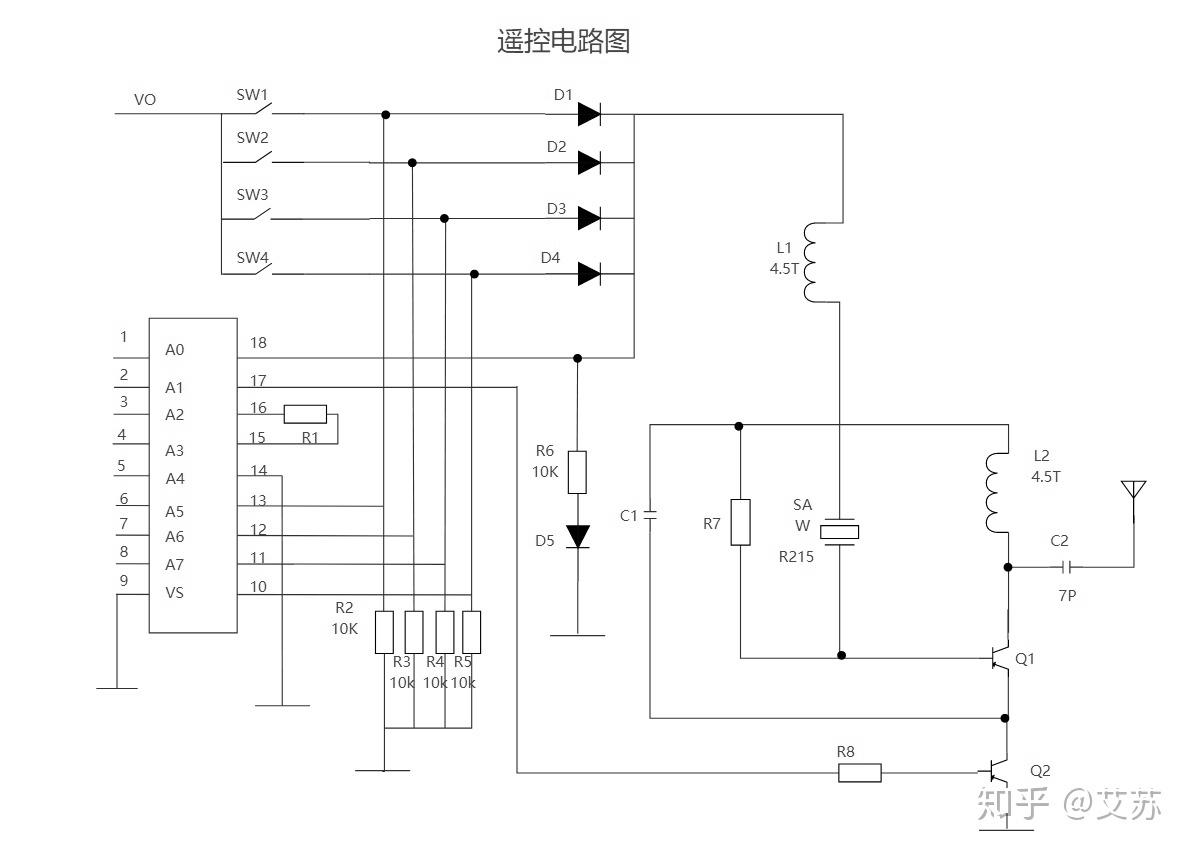 遥控电路图
VO
SW1
D1
SW2
D2
SW3
D3
SW4
D4
L1
4.5T
1
A0
18
2
A1
17
3
A2
16
R1
4
A3
15
5
A4
14
6
A5
13
7
A6
12
8
A7
11
9
VS
10
R6
10K
D5
C1
R7
SA
W
R215
L2
4.5T
C2
7P
R2
10K
R3
10k
R4
10k
R5
10k
Q1
R8
Q2
知乎 @艾苏